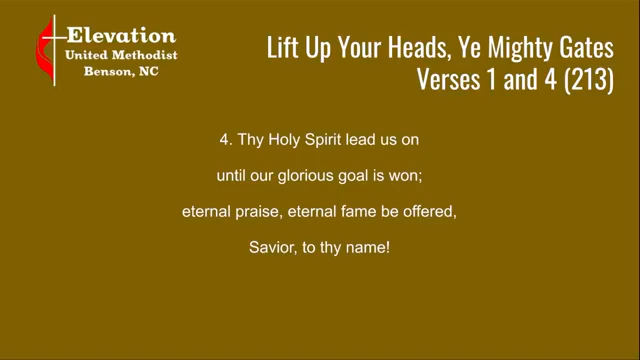 Elevation
United Methodist
Benson, NC
Lift Up Your Heads, Ye Mighty Gates
Verses 1 and 4 (213)
4. Thy Holy Spirit lead us on
until our glorious goal is won;
eternal praise, eternal fame be offered,
Savior, to thy name!